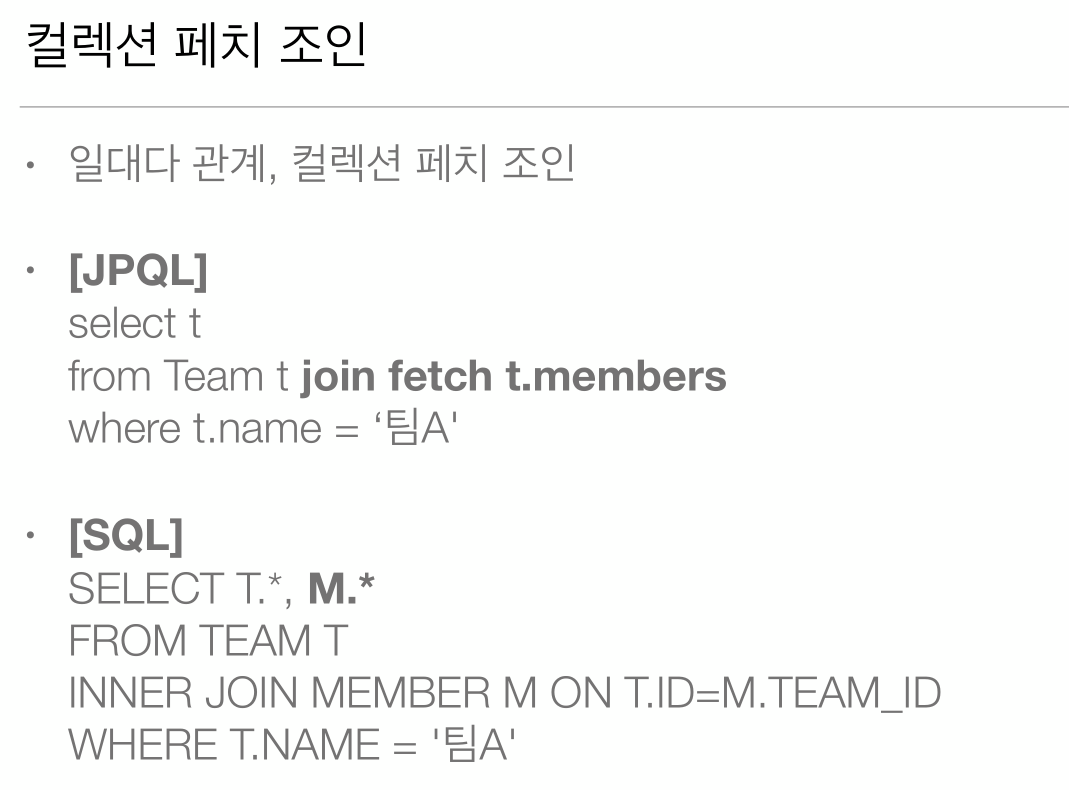 컬렉션 페치 조인
• 일대다 관계, 컬렉션 페치 조인
• [JPQL]
select t
from Team t join fetch t.members
where t.name = ‘팀A'
• [SQL]
SELECT T.*, M.*
FROM TEAM T
INNER JOIN MEMBER M ON T.ID=M.TEAM_ID
WHERE T.NAME = '팀A'